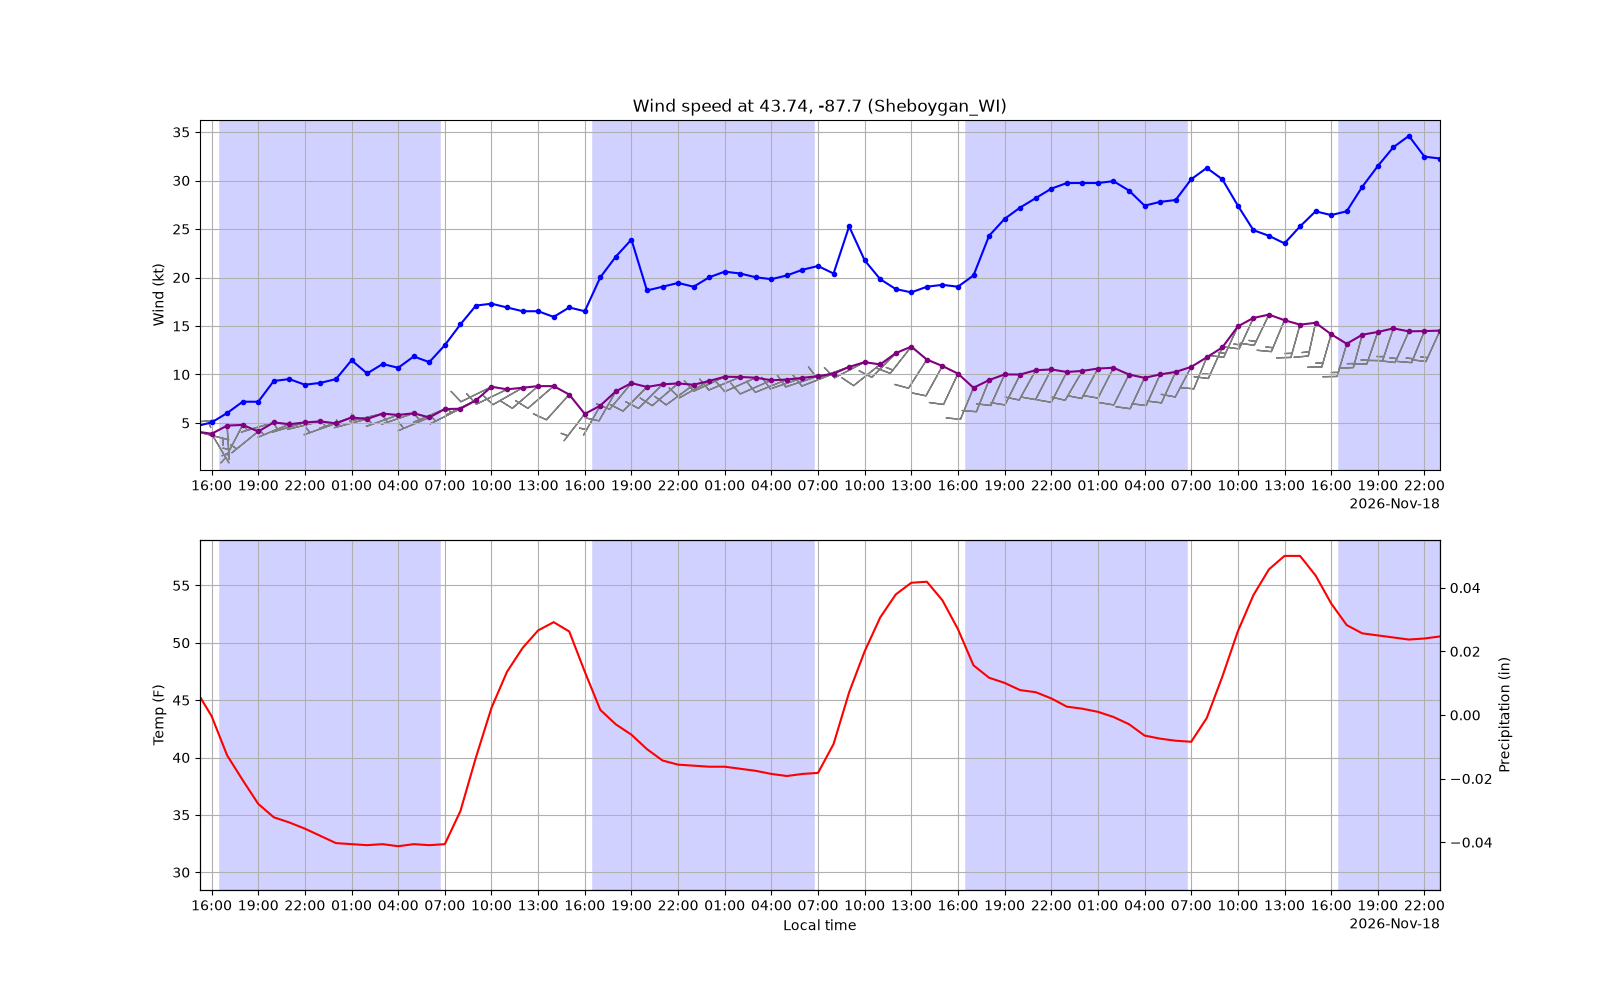 Wind speed at 43.74, -87.7 (Sheboygan_WI)
Wind (kt)
35
30
25
20
15
10
5
16:00 19:00 22:00 01:00 04:00 07:00 10:00 13:00 16:00 19:00 22:00 01:00 04:00 07:00 10:00 13:00 16:00 19:00 22:00 01:00 04:00 07:00 10:00 13:00 16:00 19:00 22:00
2026-Nov-18
Temp (F)
55
50
45
40
35
30
0.04
0.02
0.00
−0.02
−0.04
Precipitation (in)
16:00 19:00 22:00 01:00 04:00 07:00 10:00 13:00 16:00 19:00 22:00 01:00 04:00 07:00 10:00 13:00 16:00 19:00 22:00 01:00 04:00 07:00 10:00 13:00 16:00 19:00 22:00
Local time
2026-Nov-18